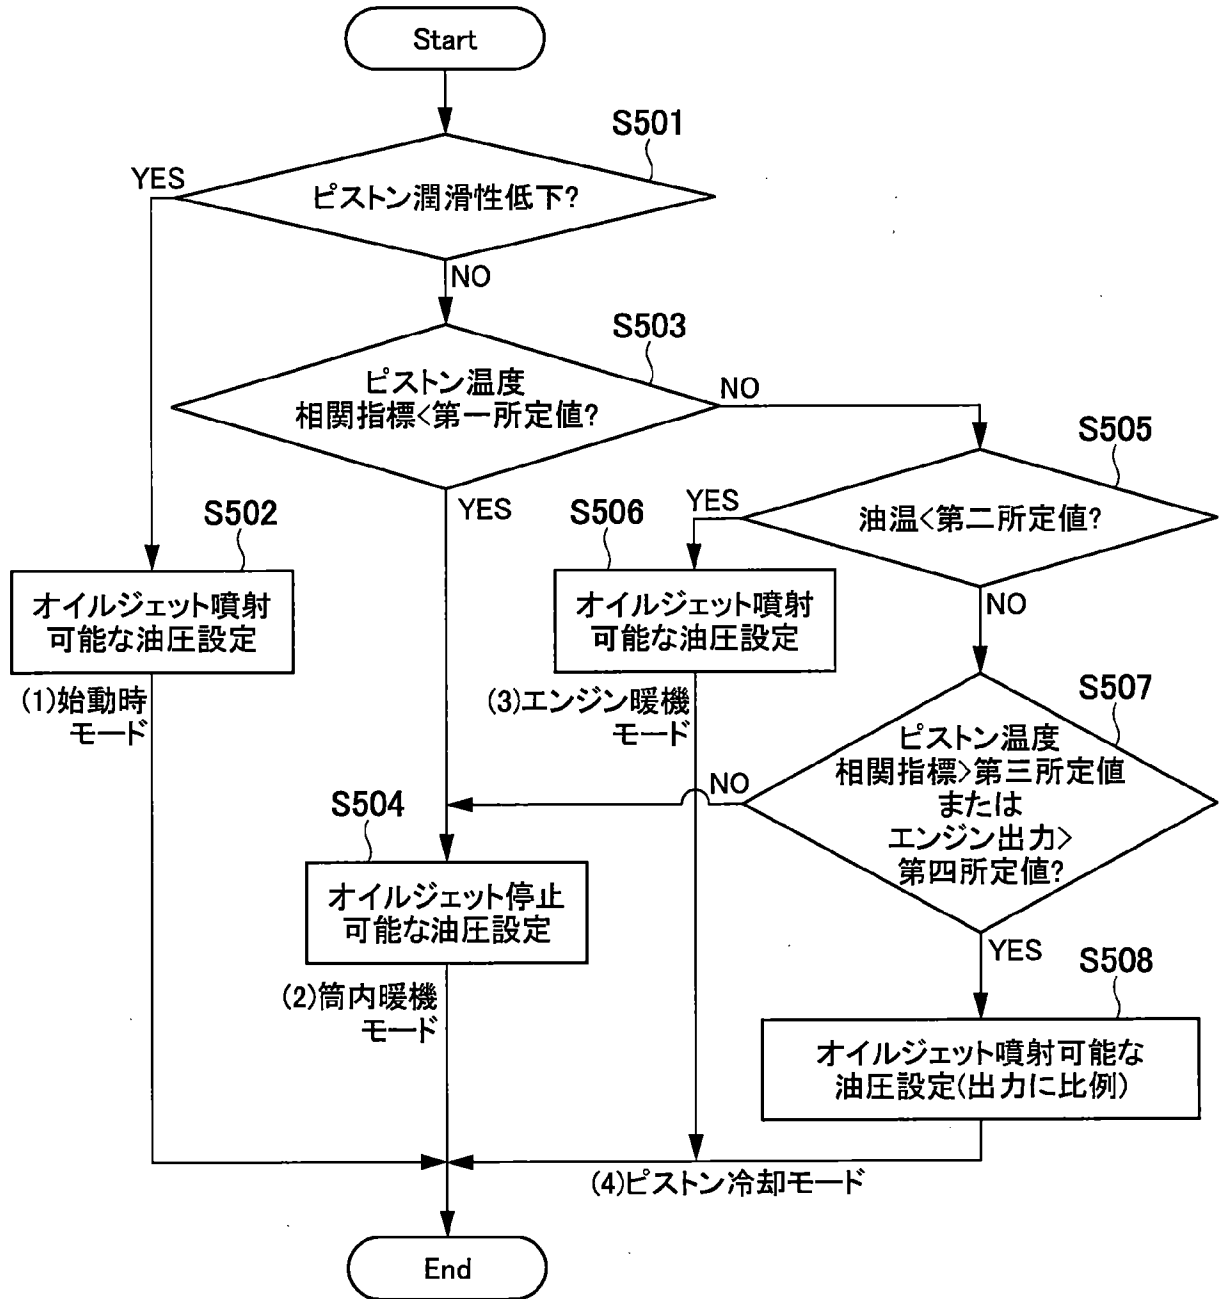 Start
S501
YES
ピストン潤滑性低下?
NO
S503
ピストン温度
相関指標<第一所定値?
NO
YES
S505
油温<第二所定値?
YES
NO
S502
オイルジェット噴射
可能な油圧設定
(1)始動時
モード
S506
オイルジェット噴射
可能な油圧設定
(3)エンジン暖機
モード
S507
ピストン温度
相関指標>第三所定値
または
エンジン出力>
第四所定値?
NO
YES
S504
オイルジェット停止
可能な油圧設定
(2)筒内暖機
モード
S508
オイルジェット噴射可能な
油圧設定(出力に比例)
(4)ピストン冷却モード
End